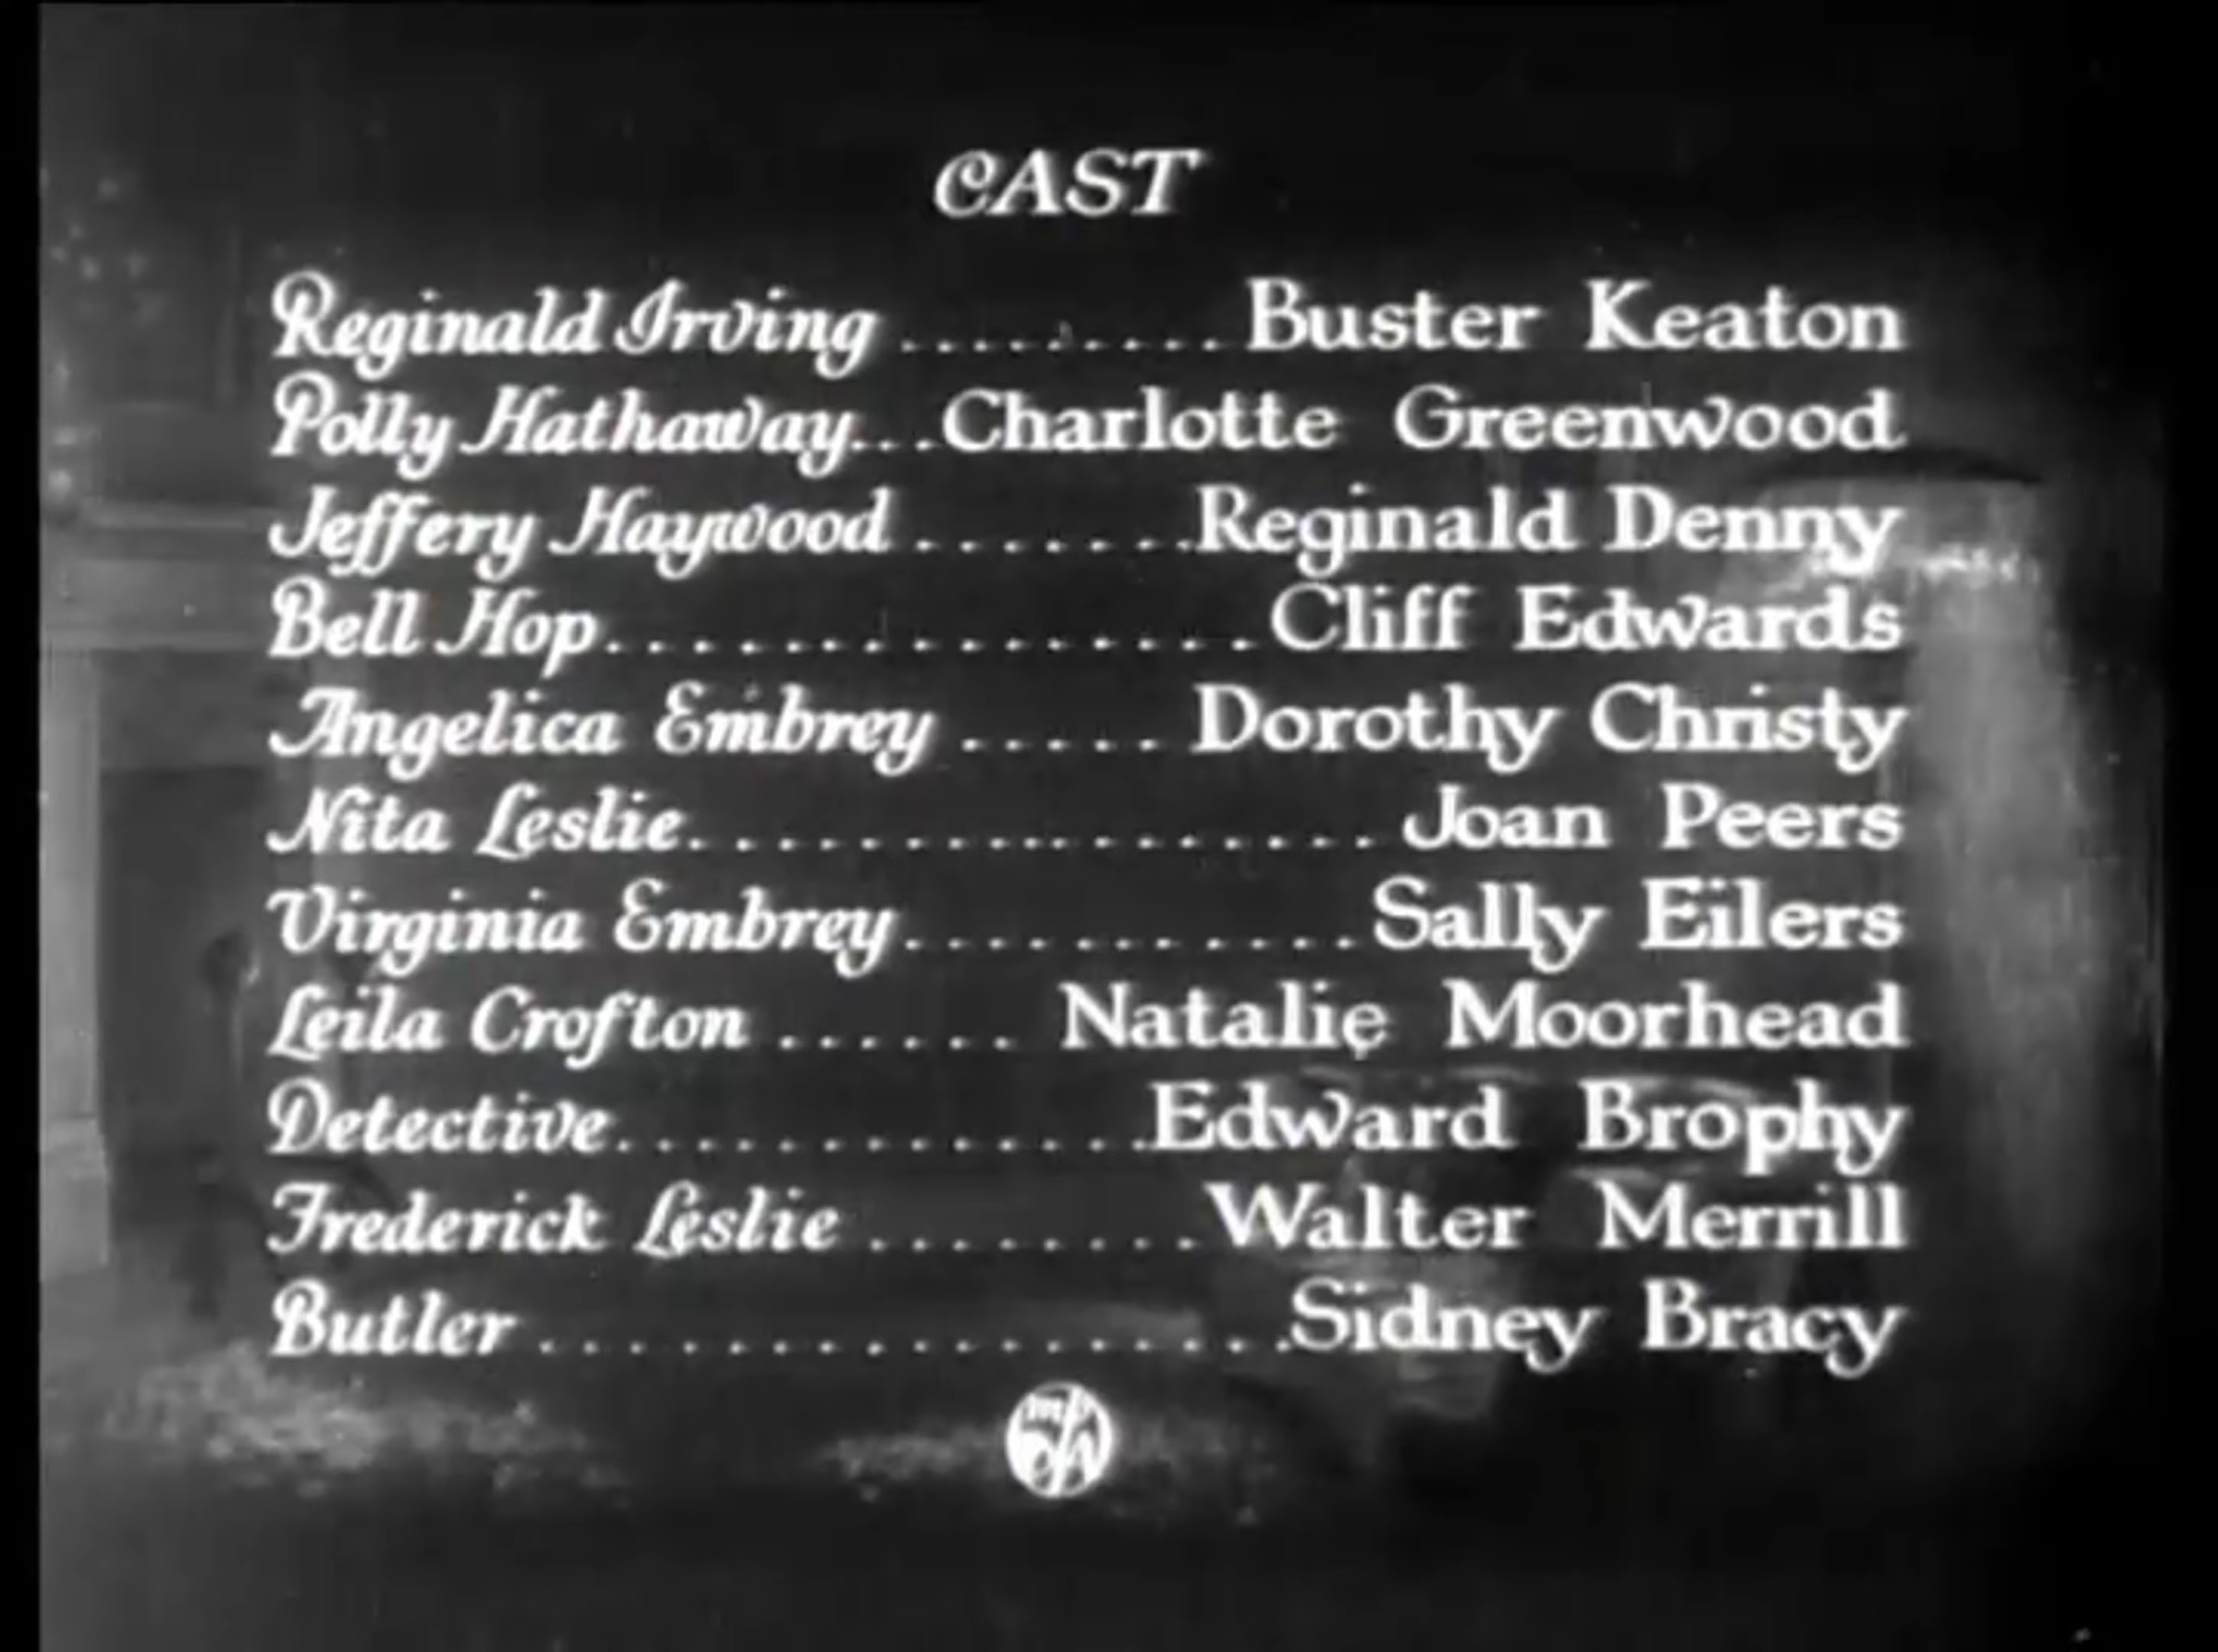 CAST
Reginald Irving ......... Buster Keaton
Polly Hathaway...Charlotte Greenwood
Jeffery Haywood .......Reginald Denny
Bell Hop.................Cliff Edwards
Angelica Embrey ..... Dorothy Christy
Nita Leslie.................. Joan Peers
Virginia Embrey............Sally Eilers
Leila Crofton ...... Natalie Moorhead
Detective..............Edward Brophy
Frederick Leslie ........Walter Merrill
Butler .................Sidney Bracy